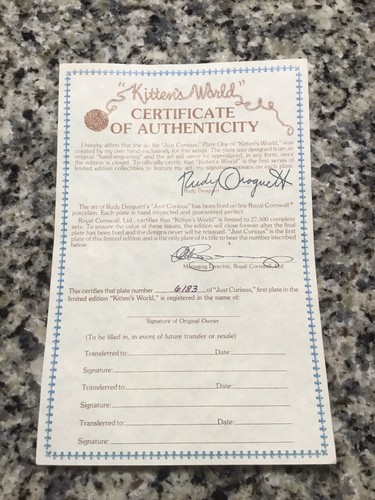 "Kitten's World"
CERTIFICATE
OF AUTHENTICITY
I hereby affirm that the art for "Just Curious," Plate One of "Kitten's World," was
created by my own hand exclusively for this series. The plate was designed from an
original "Sandengraving" and the art will never be reproduced, in any form, once
the edition is closed. To officially certify that "Kitten's World" is the first series of
limited edition collectibles to feature my art, my signature appears on each plate.
Rudy Droguett
Rudy Droguett
The art of Rudy Droguett's "Just Curious" has been fired on fine Royal Cornwall®
porcelain. Each plate is hand inspected and guaranteed perfect.
Royal Cornwall, Ltd., certifies that "Kitten's World" is limited to 27,000 complete
sets. To ensure the value of these issues, the edition will close forever after the final
plate has been fired and the designs never will be reissued. "Just Curious" is the first
plate of this limited edition and is the only plate of its title to bear the number inscribed
below.
Managing Director, Royal Cornwall, Ltd.
This certifies that plate number 6183 of "Just Curious", first plate in the
limited edition "Kitten's World," is registered in the name of:
Signature of Original Owner
(To be filled in, in event of future transfer or resale)
Transferred to: Date:
Signature:
Transferred to: Date:
Signature:
Transferred to: Date:
Signature: